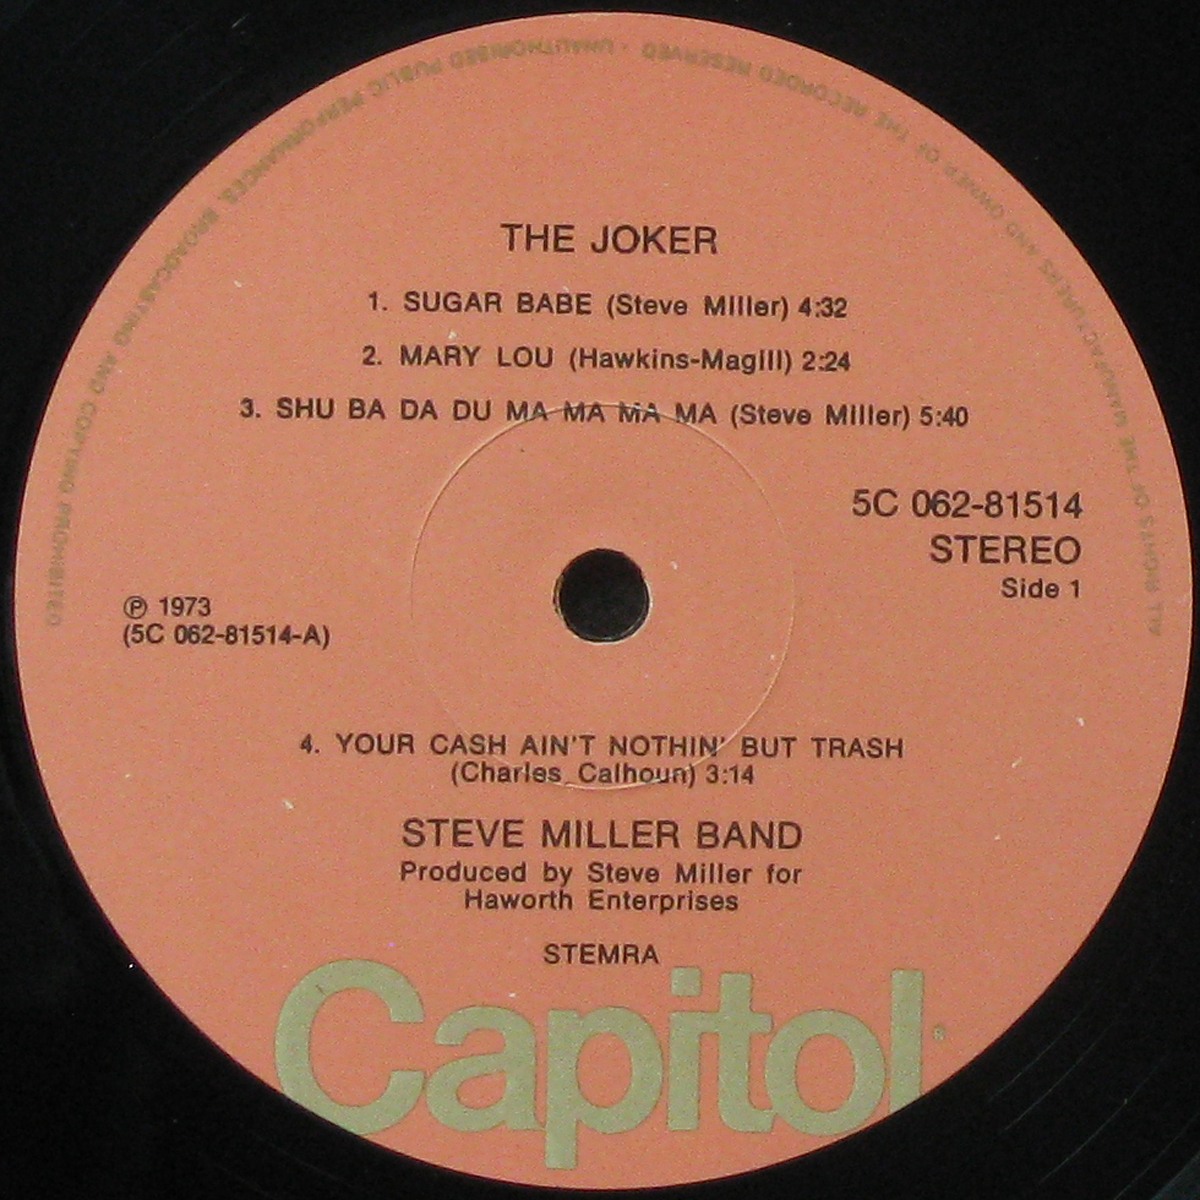 ALL RIGHTS OF THE MANUFACTURERS AND OWNER OF THE RECORDED RESERVED · UNAUTHORISED PUBLIC PERFORMANCES, BROADCASTING AND COPYING PROHIBITED
THE JOKER
1. SUGAR BABE (Steve Miller) 4:32
2. MARY LOU (Hawkins-Magill) 2:24
3. SHU BA DA DU MA MA MA MA (Steve Miller) 5:40
5C 062-81514
STEREO
Side 1
℗ 1973
(5C 062-81514-A)
4. YOUR CASH AIN'T NOTHIN' BUT TRASH
(Charles Calhoun) 3:14
STEVE MILLER BAND
Produced by Steve Miller for
Haworth Enterprises
STEMRA
Capitol®